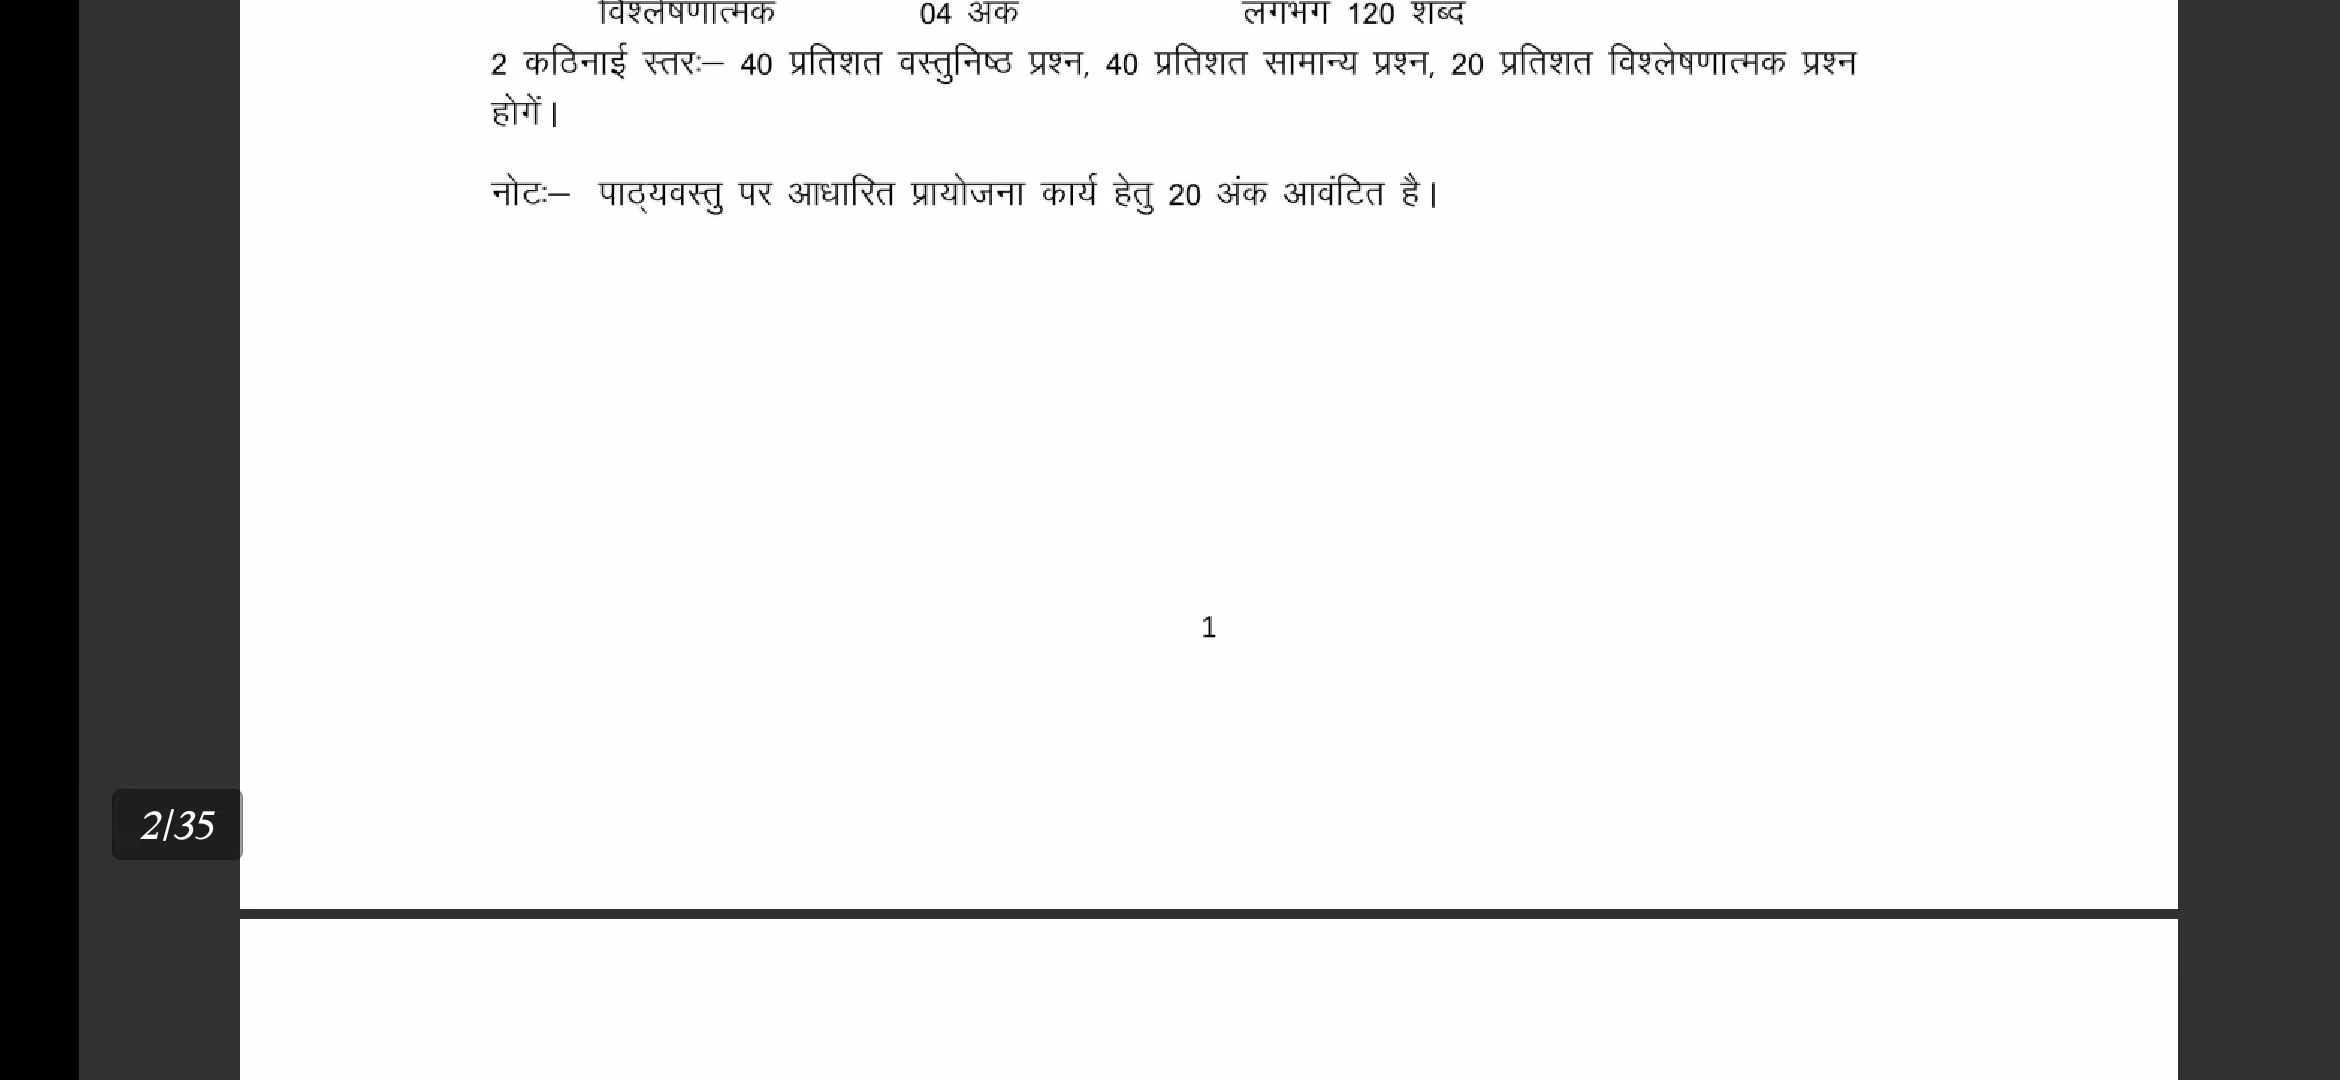 विश्लेषणात्मक 04 अंक लगभग 120 शब्द
2 कठिनाई स्तरः— 40 प्रतिशत वस्तुनिष्ठ प्रश्न, 40 प्रतिशत सामान्य प्रश्न, 20 प्रतिशत विश्लेषणात्मक प्रश्न
होगें।
नोटः— पाठ्यवस्तु पर आधारित प्रायोजना कार्य हेतु 20 अंक आवंटित है।
1
2/35